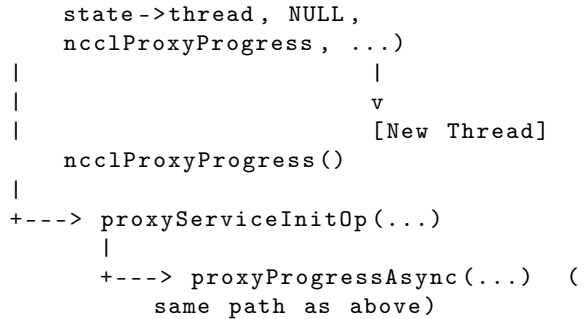 state->thread, NULL,
ncclProxyProgress, ...)
|                        |
|                        v
|                        [New Thread]
ncclProxyProgress()
|
+---> proxyServiceInitOp(...)
|
+---> proxyProgressAsync(...)  (
same path as above)